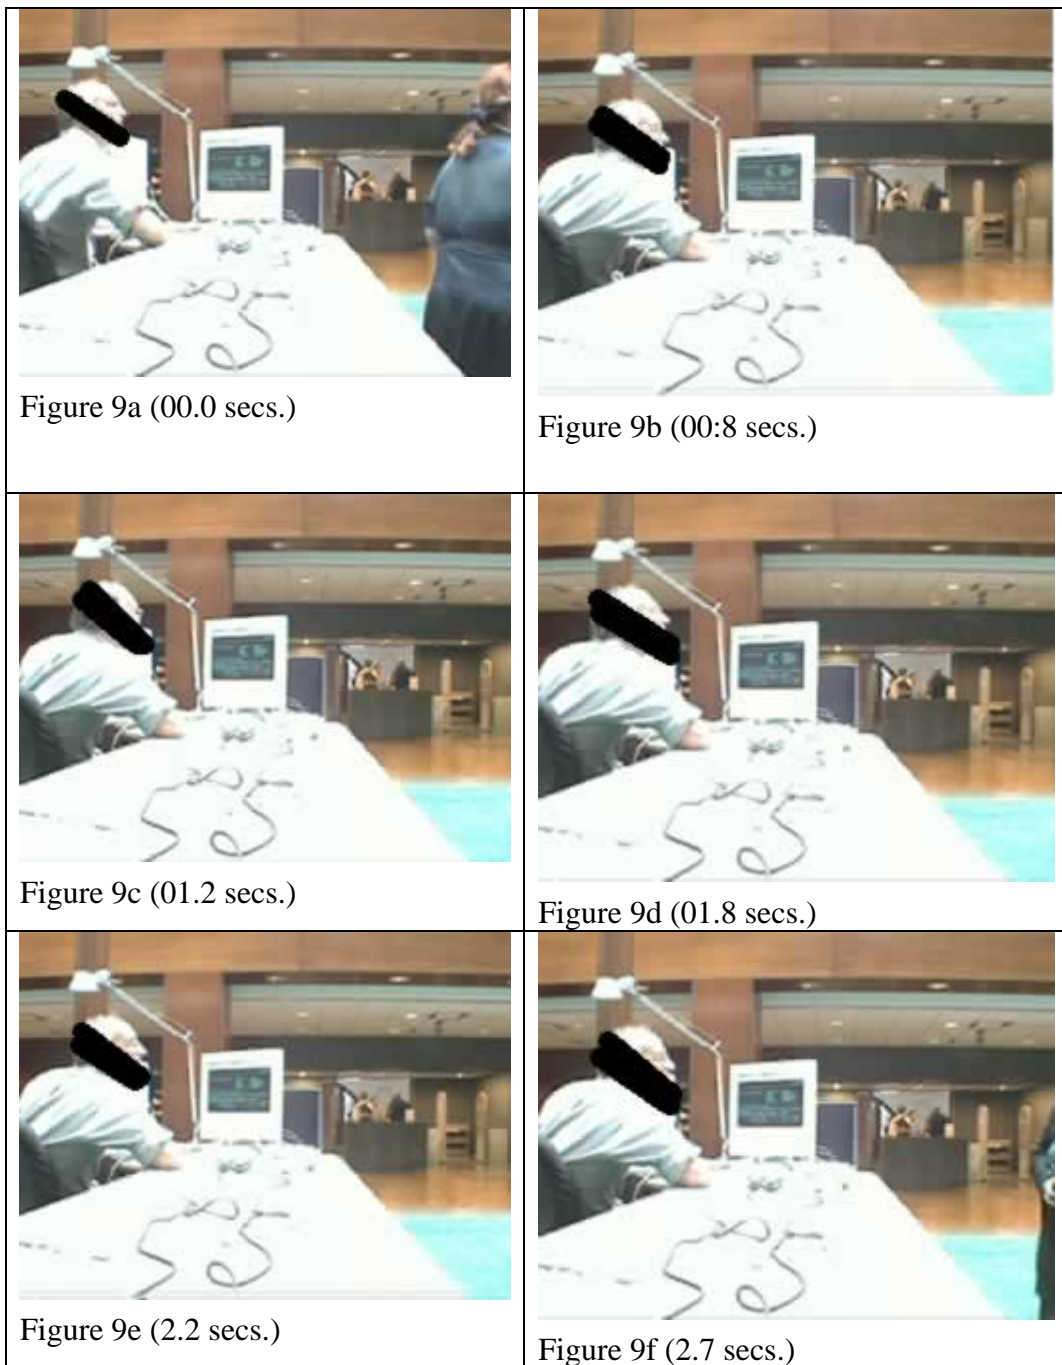 Figure 9a (00.0 secs.)
Figure 9b (00:8 secs.)
Figure 9c (01.2 secs.)
Figure 9d (01.8 secs.)
Figure 9e (2.2 secs.)
Figure 9f (2.7 secs.)